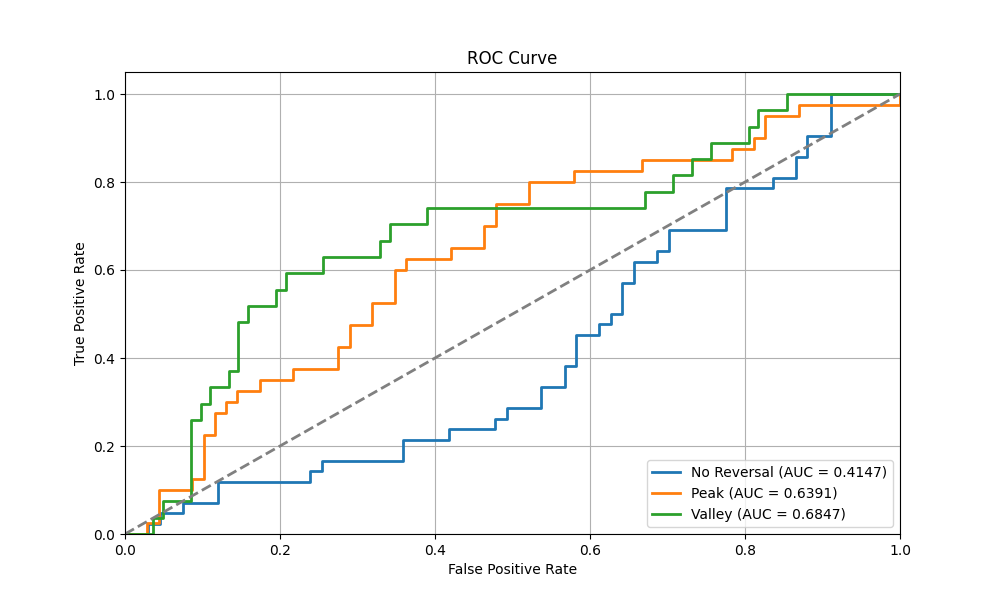 ROC Curve
True Positive Rate
1.0
0.8
0.6
0.4
0.2
0.0
0.0 0.2 0.4 0.6 0.8 1.0
False Positive Rate
No Reversal (AUC = 0.4147)
Peak (AUC = 0.6391)
Valley (AUC = 0.6847)